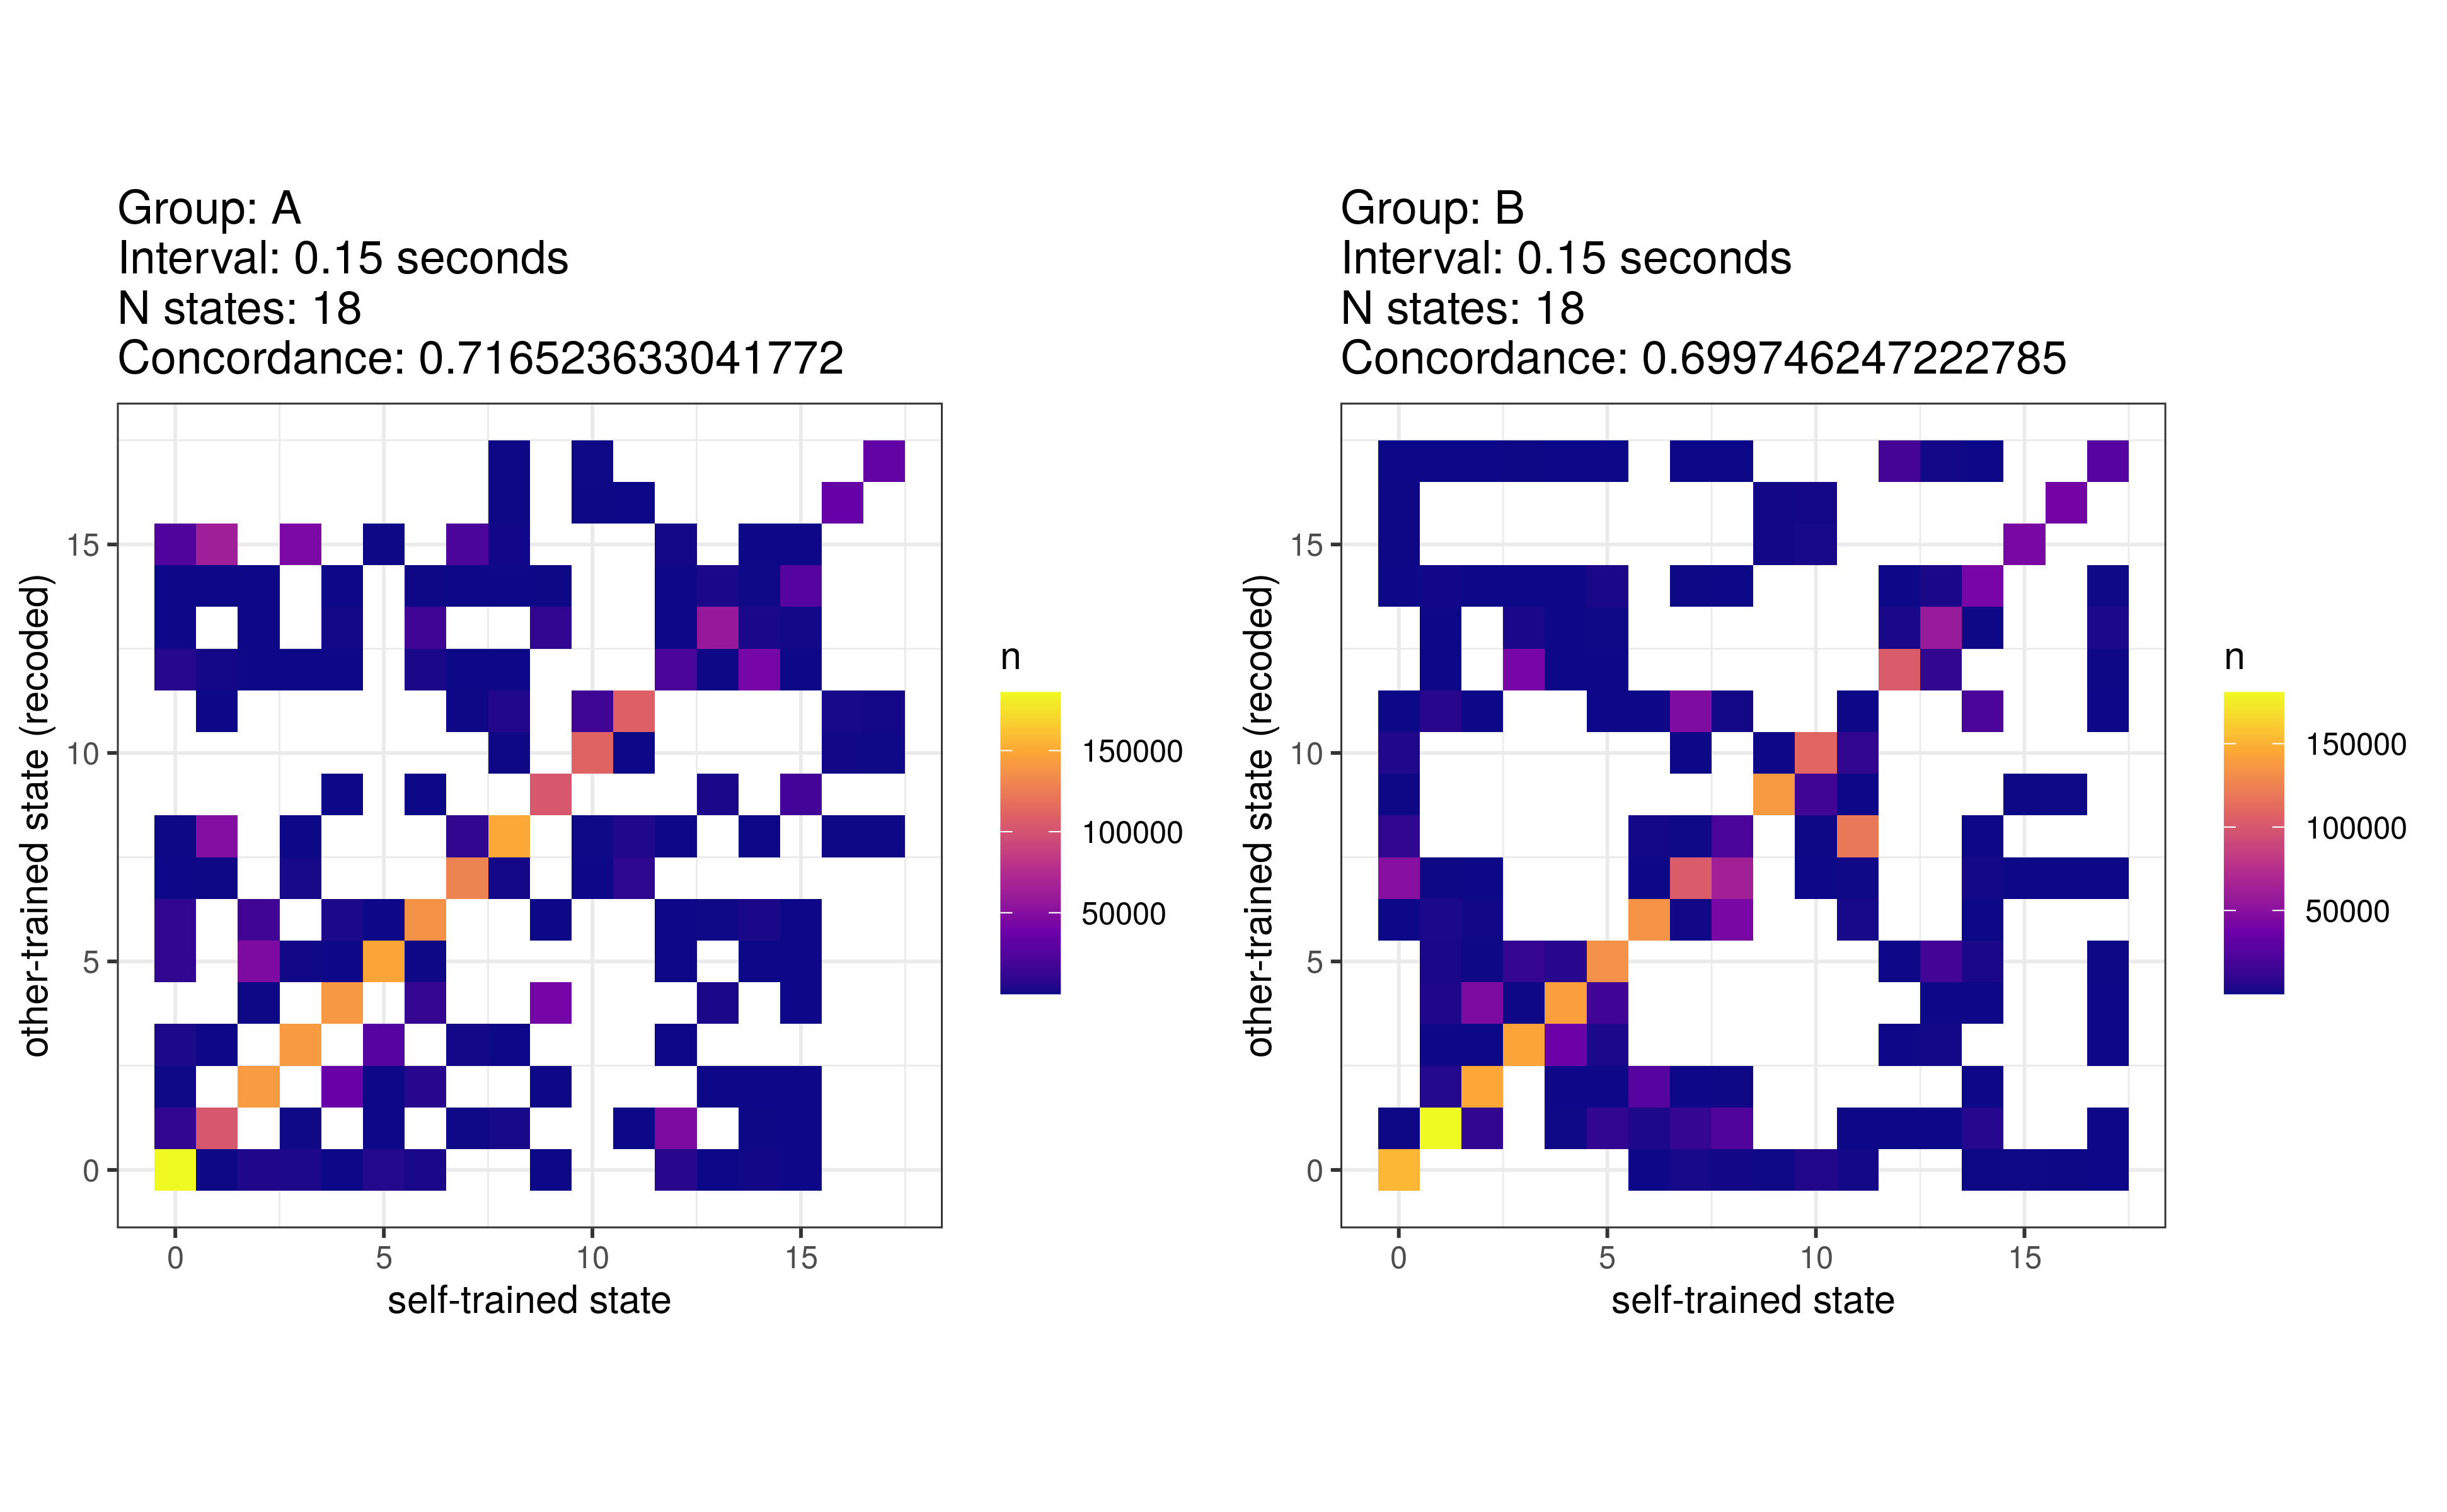 Group: A
Interval: 0.15 seconds
N states: 18
Concordance: 0.716523633041772
other-trained state (recoded)
15
10
5
0
0 5 10 15
self-trained state
n
150000
100000
50000
Group: B
Interval: 0.15 seconds
N states: 18
Concordance: 0.699746247222785
other-trained state (recoded)
15
10
5
0
0 5 10 15
self-trained state
n
150000
100000
50000